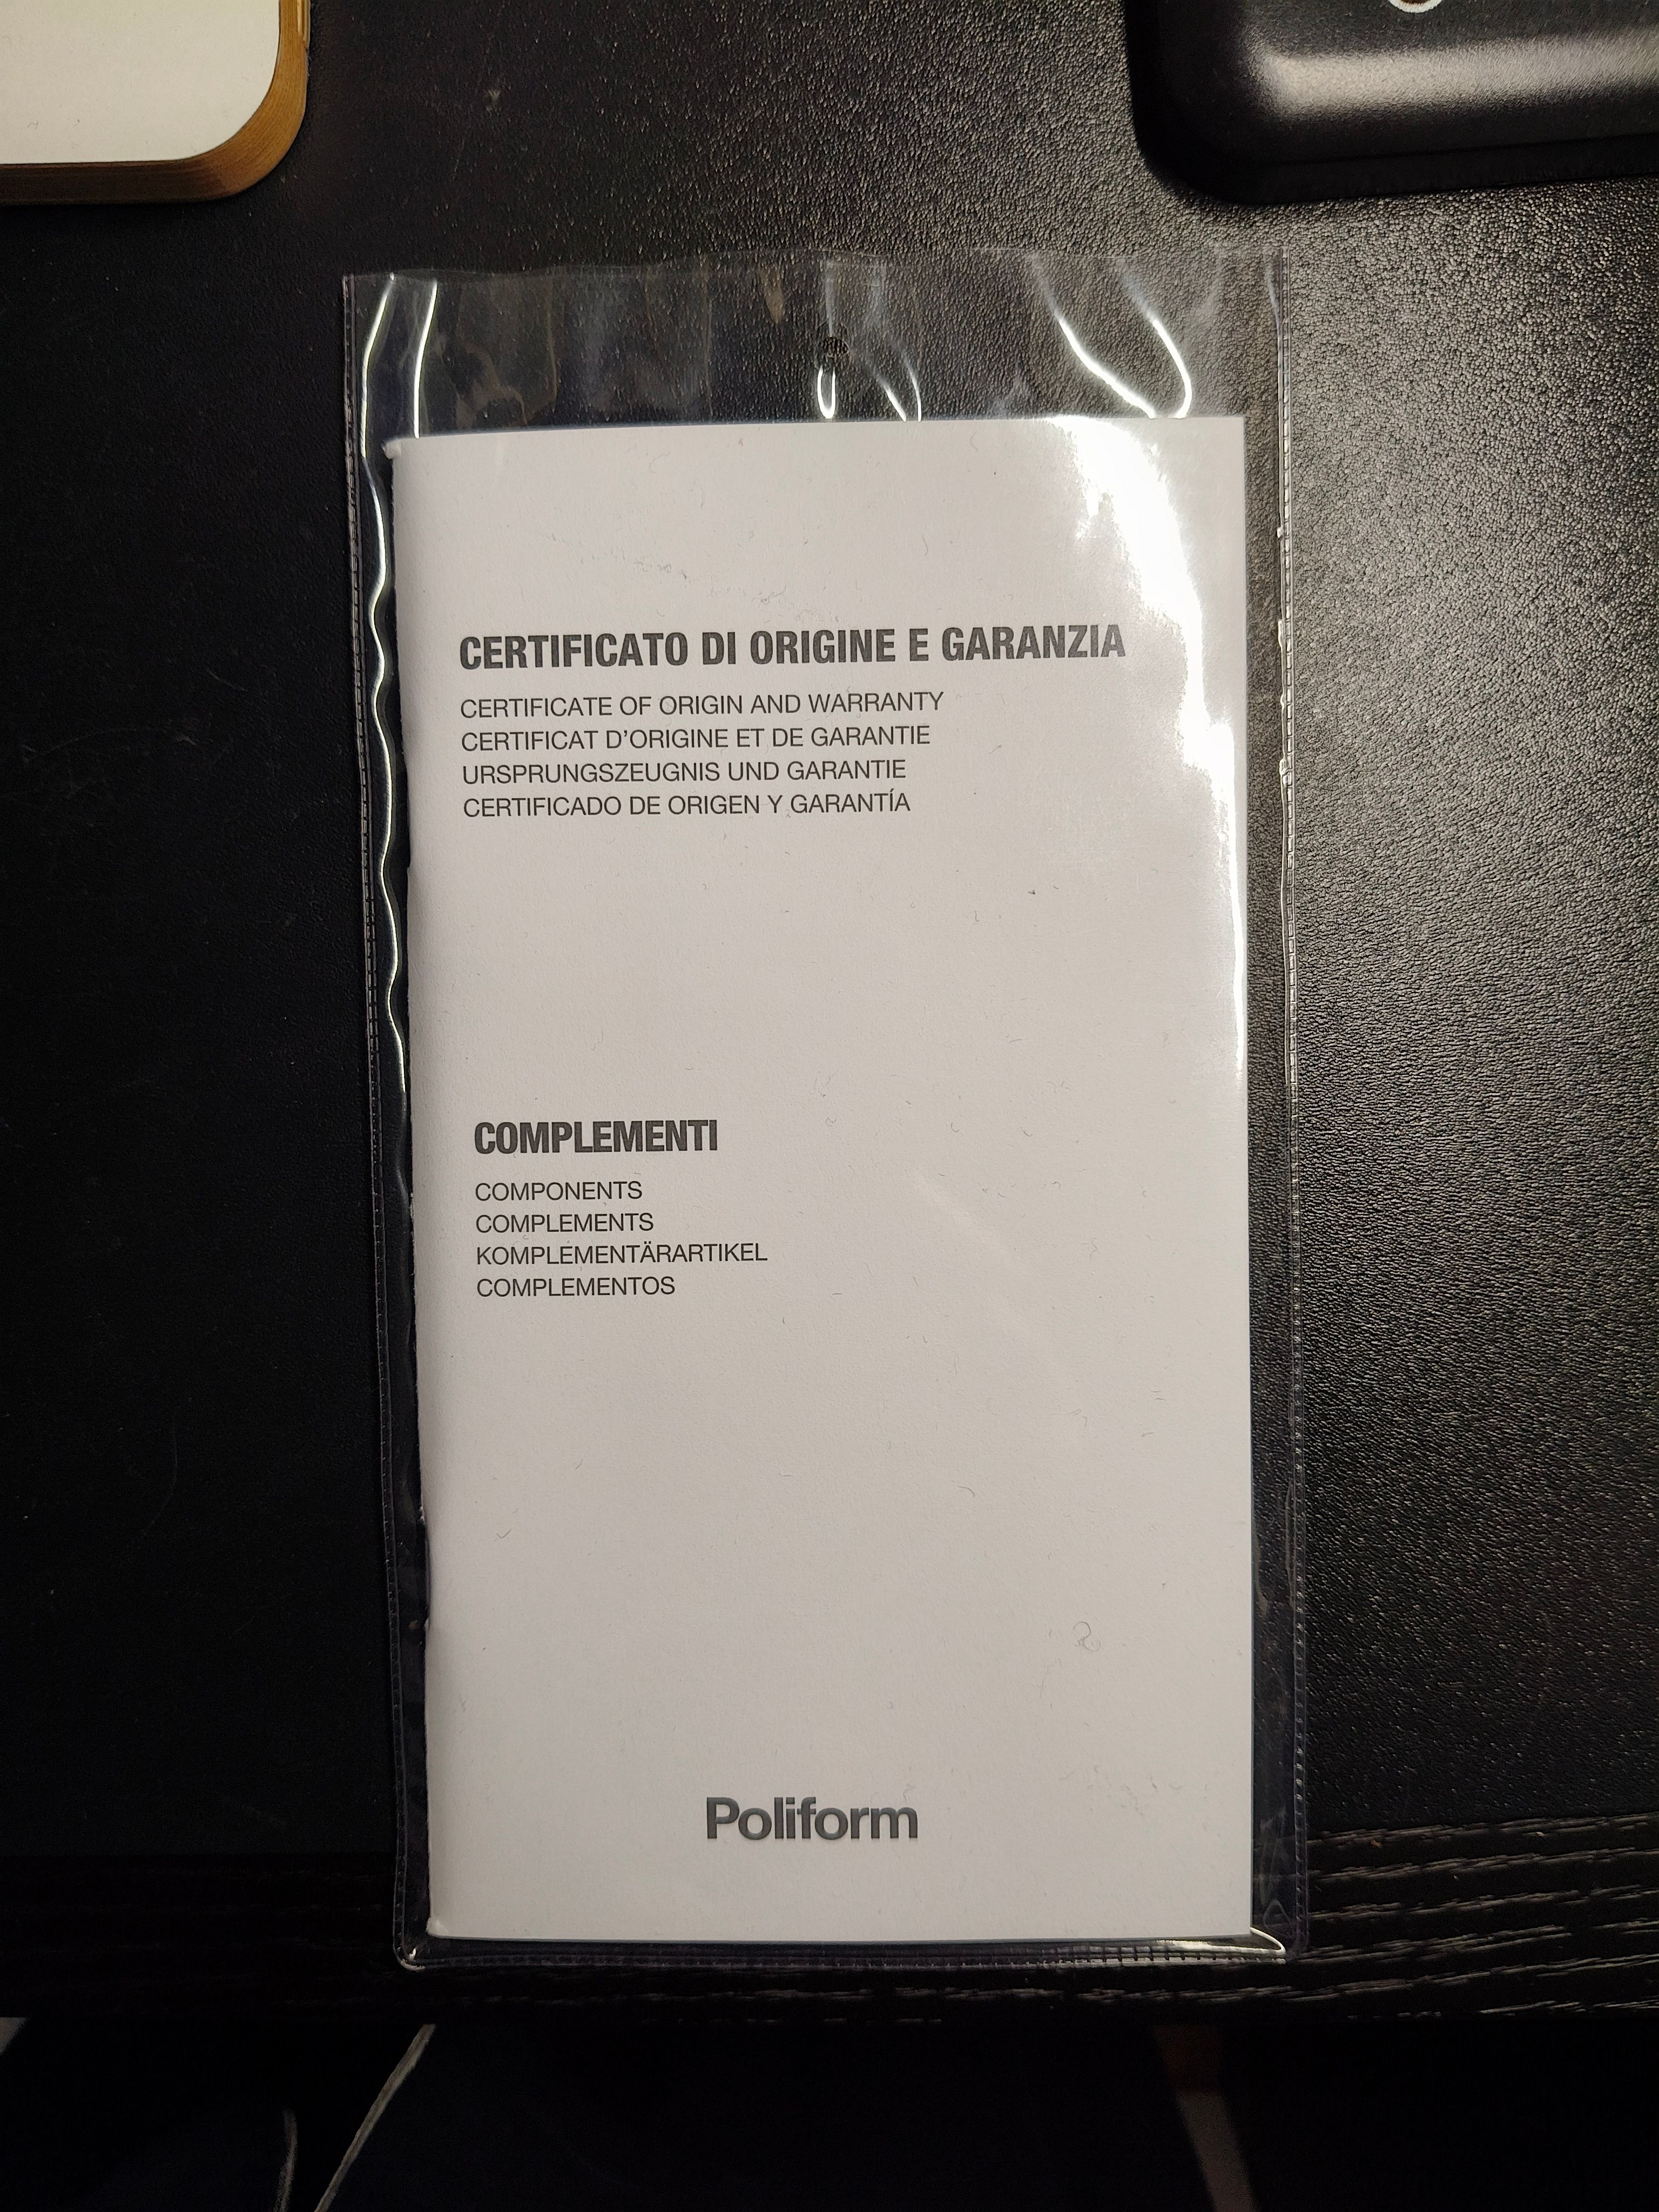 CERTIFICATO DI ORIGINE E GARANZIA
CERTIFICATE OF ORIGIN AND WARRANTY
CERTIFICAT D'ORIGINE ET DE GARANTIE
URSPRUNGSZEUGNIS UND GARANTIE
CERTIFICADO DE ORIGEN Y GARANTÍA
COMPLEMENTI
COMPONENTS
COMPLEMENTS
KOMPLEMENTÄRARTIKEL
COMPLEMENTOS
Poliform